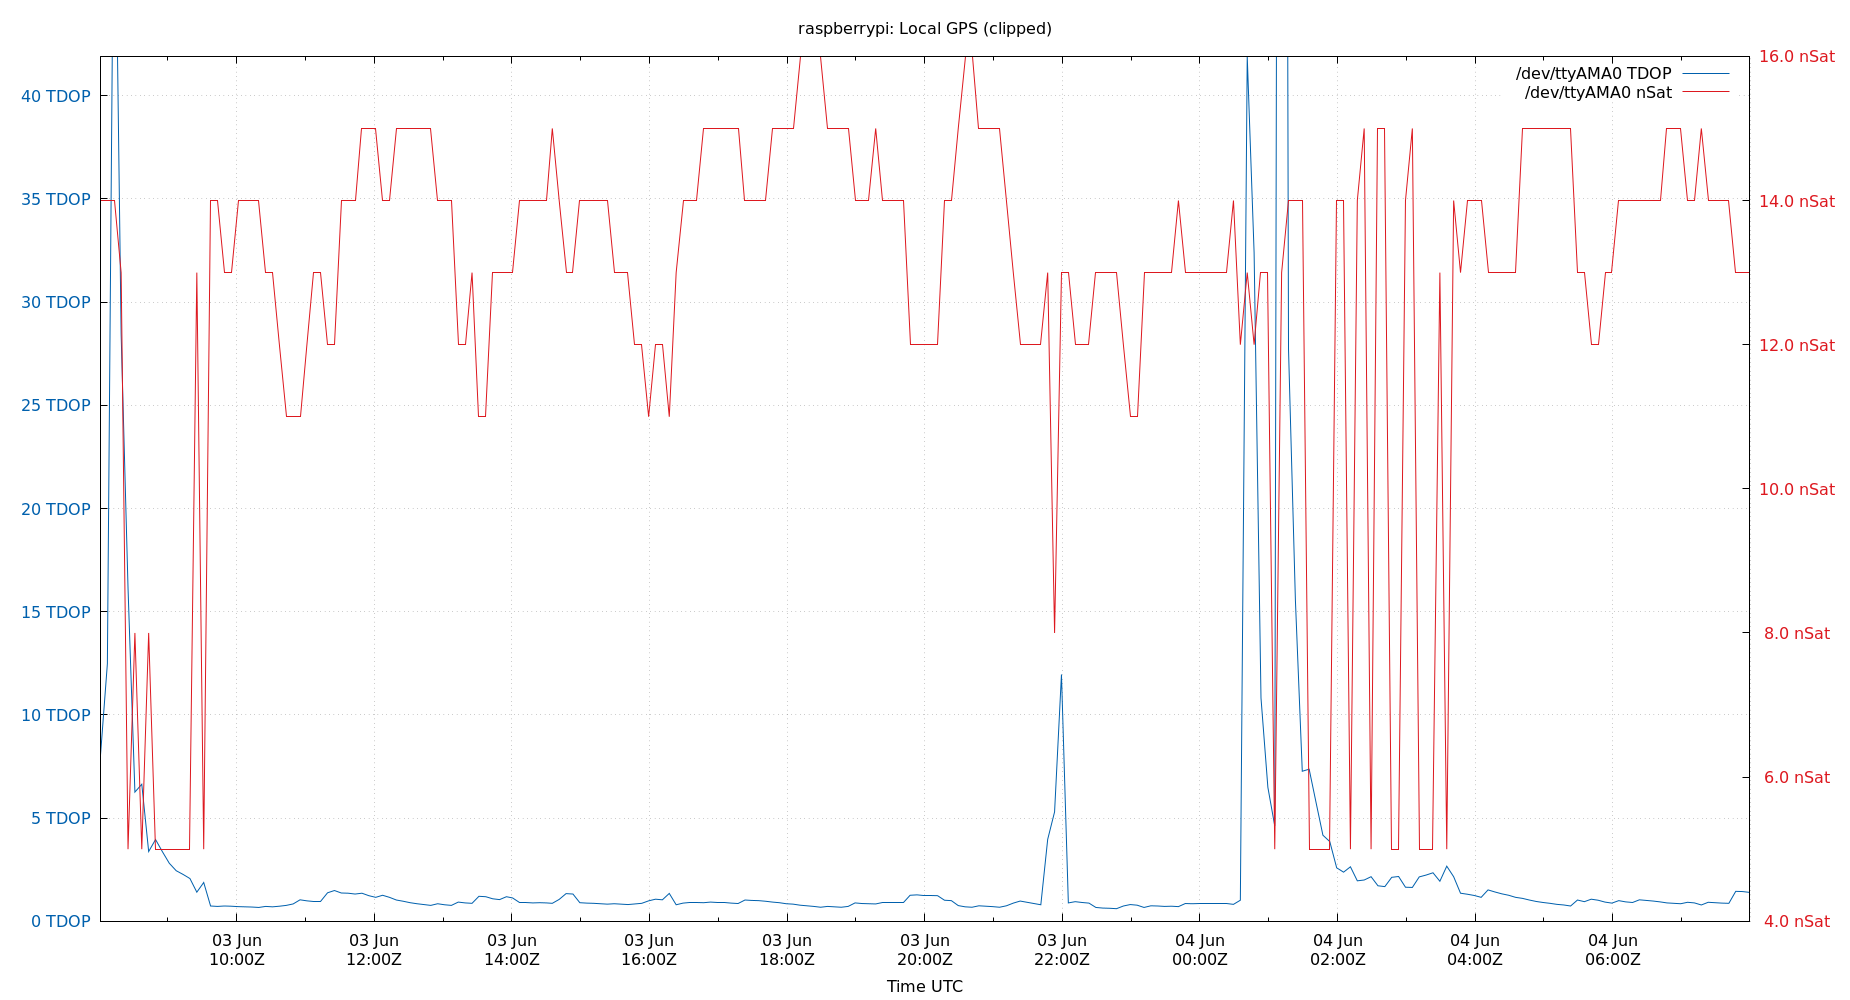 raspberrypi: Local GPS (clipped)
/dev/ttyAMA0 TDOP
/dev/ttyAMA0 nSat
40 TDOP
35 TDOP
30 TDOP
25 TDOP
20 TDOP
15 TDOP
10 TDOP
5 TDOP
0 TDOP
16.0 nSat
14.0 nSat
12.0 nSat
10.0 nSat
8.0 nSat
6.0 nSat
4.0 nSat
03 Jun
10:00Z
03 Jun
12:00Z
03 Jun
14:00Z
03 Jun
16:00Z
03 Jun
18:00Z
03 Jun
20:00Z
03 Jun
22:00Z
04 Jun
00:00Z
04 Jun
02:00Z
04 Jun
04:00Z
04 Jun
06:00Z
Time UTC